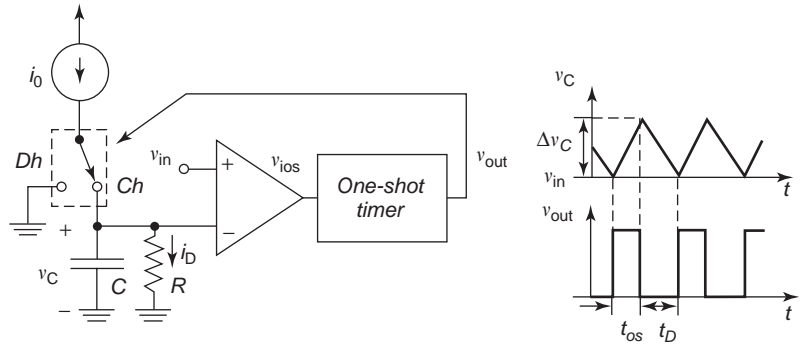 i0
Dh
Ch
+
vC
−
C
R
iD
vin
+
−
vios
One-shot
timer
vout
vC
ΔvC
vin
t
vout
t
tos
tD